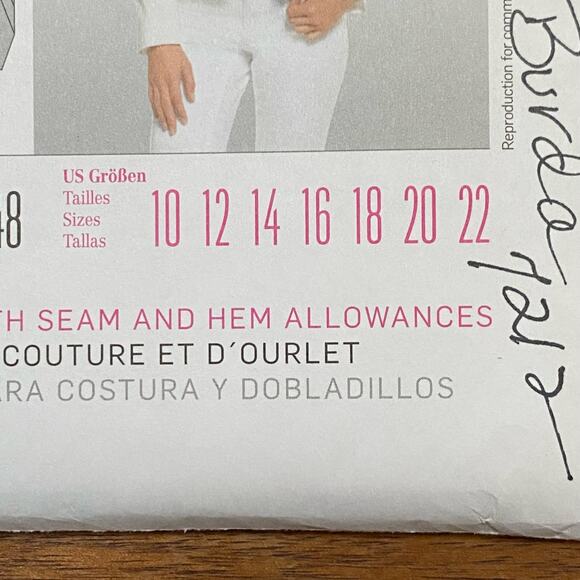 Reproduction for comm
Burda
7212
US Größen
Tailles
Sizes
Tallas
48
10 12 14 16 18 20 22
TH SEAM AND HEM ALLOWANCES
COUTURE ET D´OURLET
ARA COSTURA Y DOBLADILLOS